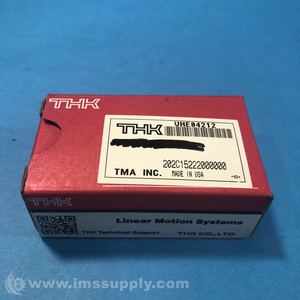 THK
THK
UHE04212
202C15222000000
TMA INC.
MADE IN USA
THK
Linear Motion Systems
THK Technical Support
THK CO., LTD.
© www.imssupply.com